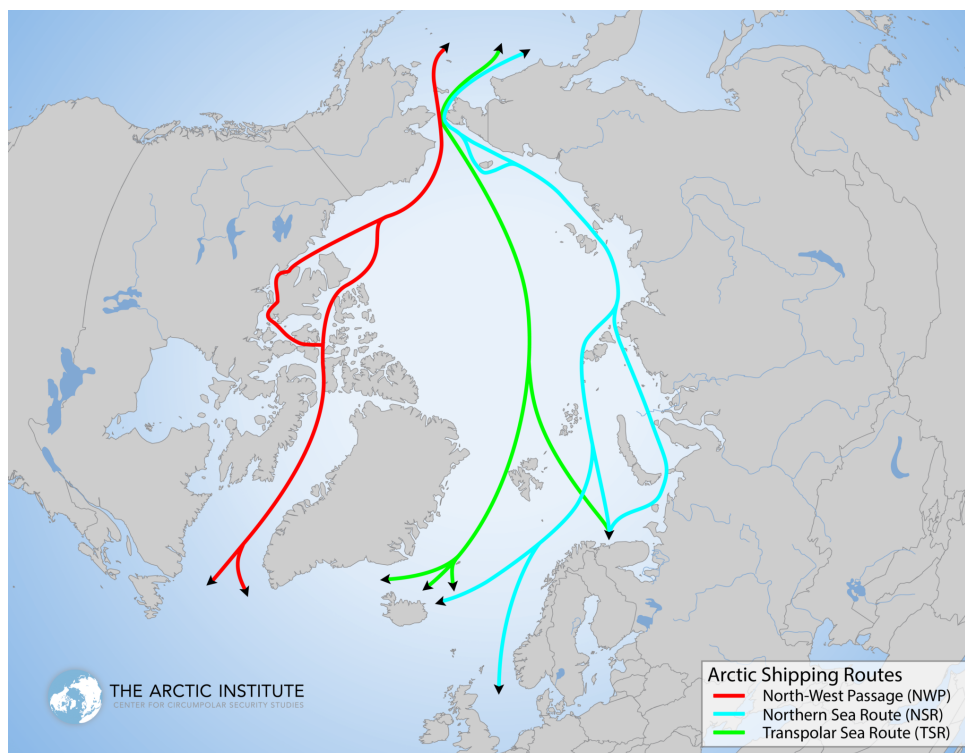 THE ARCTIC INSTITUTE
CENTER FOR CIRCUMPOLAR SECURITY STUDIES
Arctic Shipping Routes
North-West Passage (NWP)
Northern Sea Route (NSR)
Transpolar Sea Route (TSR)